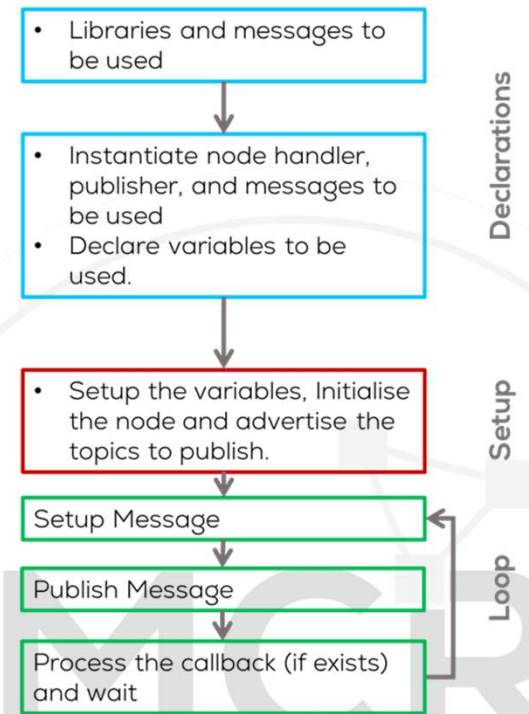 • Libraries and messages to
be used
Declarations
• Instantiate node handler,
publisher, and messages to
be used
• Declare variables to be
used.
• Setup the variables, Initialise
the node and advertise the
topics to publish.
Setup
Setup Message
Publish Message
Loop
Process the callback (if exists)
and wait
MCR